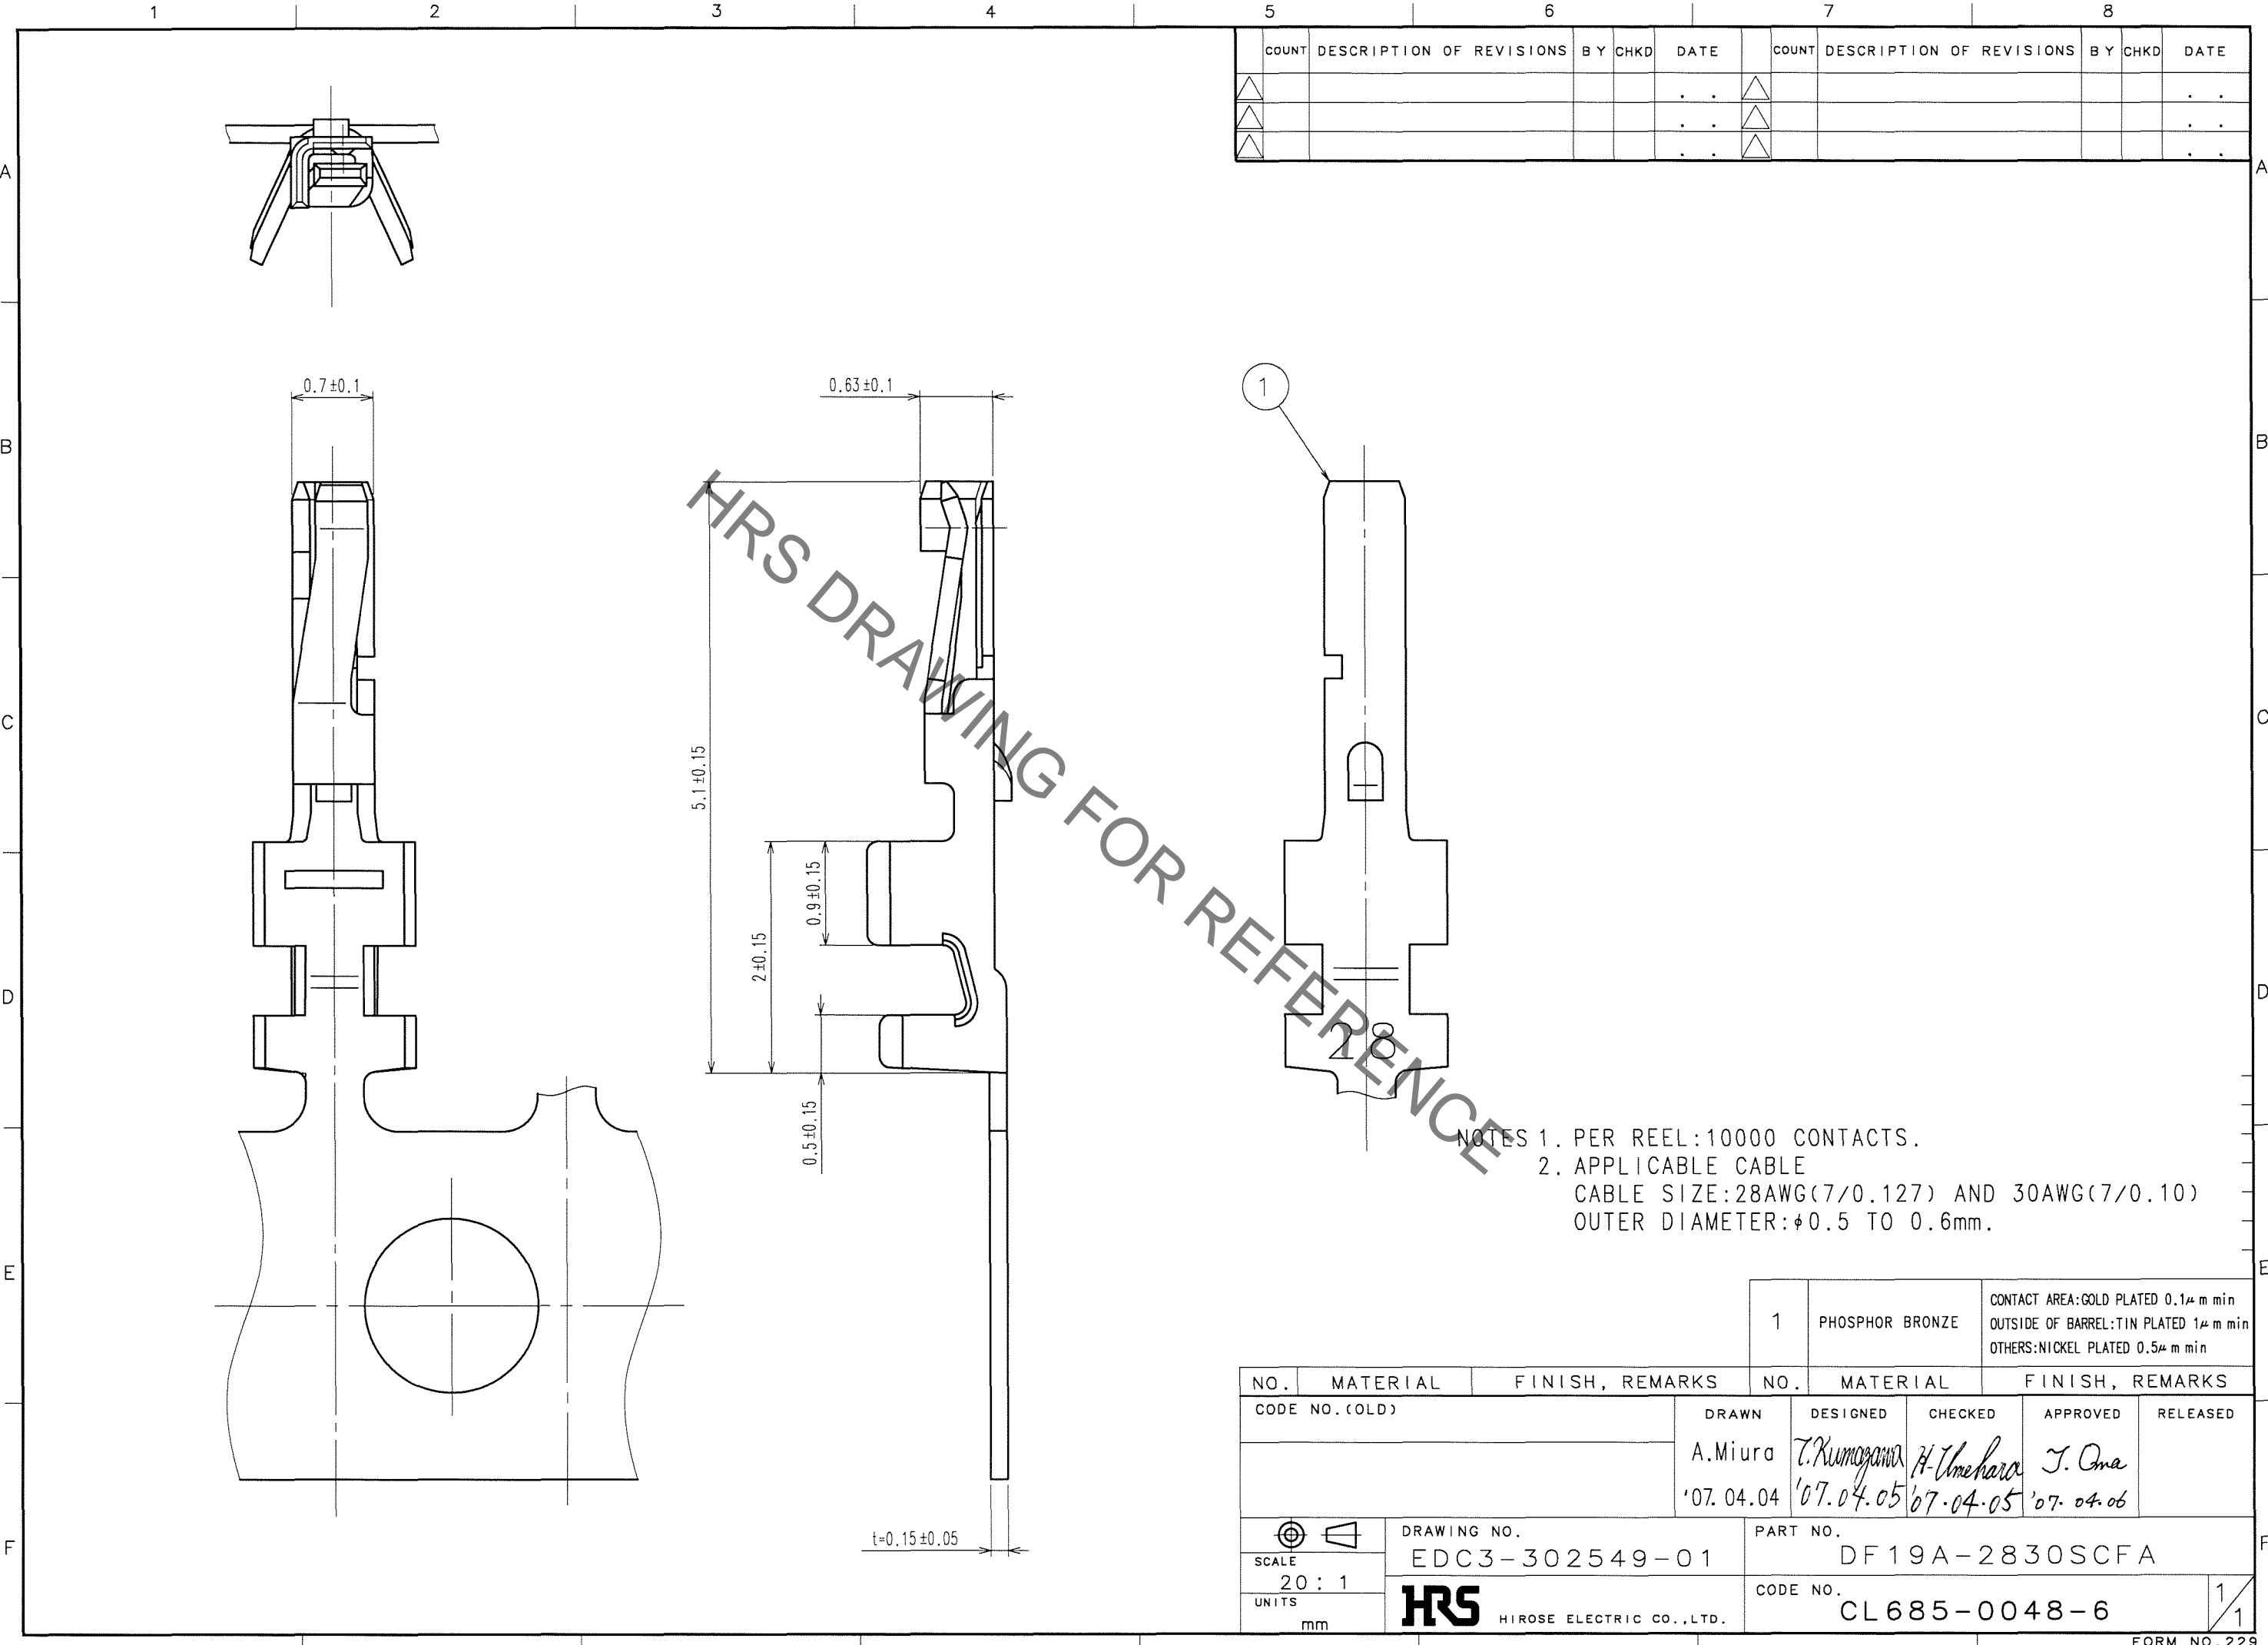 1 2 3 4 5 6 7 8
COUNT DESCRIPTION OF REVISIONS BY CHKD DATE COUNT DESCRIPTION OF REVISIONS BY CHKD DATE
. . . .
. . . .
. . . .
A A
B B
C C
D D
E E
F F
0.7±0.1
0.63±0.1
1
5.1±0.15
2±0.15
0.9±0.15
0.5±0.15
t=0.15±0.05
28
HRS DRAWING FOR REFERENCE
NOTES 1. PER REEL:10000 CONTACTS.
2. APPLICABLE CABLE
CABLE SIZE:28AWG(7/0.127) AND 30AWG(7/0.10)
OUTER DIAMETER:φ0.5 TO 0.6mm.
1 PHOSPHOR BRONZE
CONTACT AREA:GOLD PLATED 0.1μm min
OUTSIDE OF BARREL:TIN PLATED 1μm min
OTHERS:NICKEL PLATED 0.5μm min
NO. MATERIAL FINISH, REMARKS NO. MATERIAL FINISH, REMARKS
CODE NO.(OLD) DRAWN DESIGNED CHECKED APPROVED RELEASED
A.Miura T.Kumazawa H.Umehara T.Ona
'07.04.04 '07.04.05 '07.04.05 '07.04.06
SCALE
20:1
UNITS
mm
DRAWING NO.
EDC3-302549-01
PART NO.
DF19A-2830SCFA
HRS HIROSE ELECTRIC CO.,LTD.
CODE NO.
CL685-0048-6
1/1
FORM NO.229